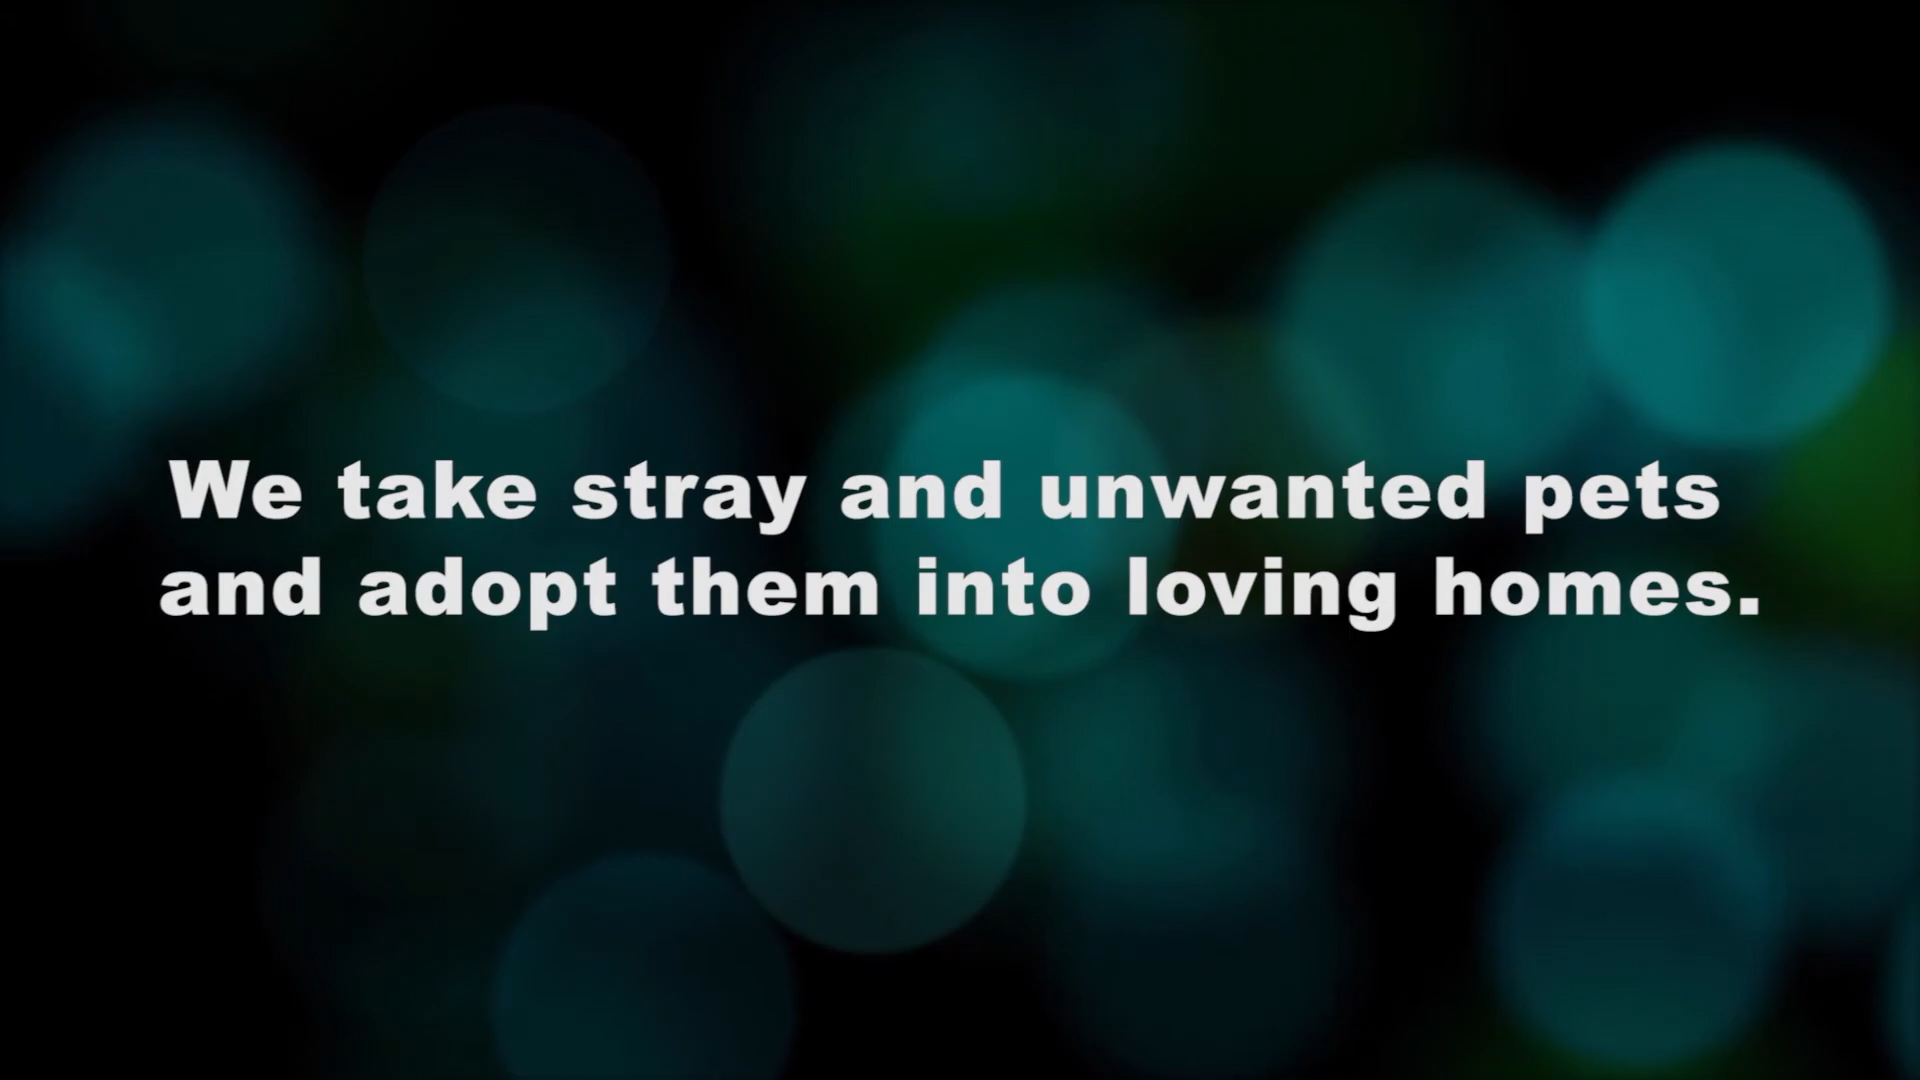 We take stray and unwanted pets
and adopt them into loving homes.